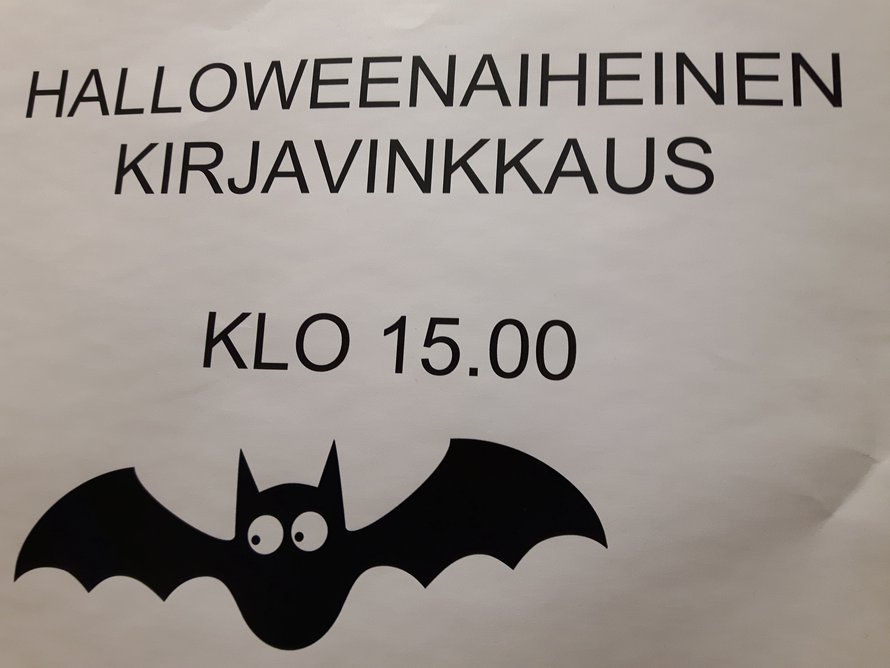 HALLOWEENAIHEINEN
KIRJAVINKKAUS
KLO 15.00